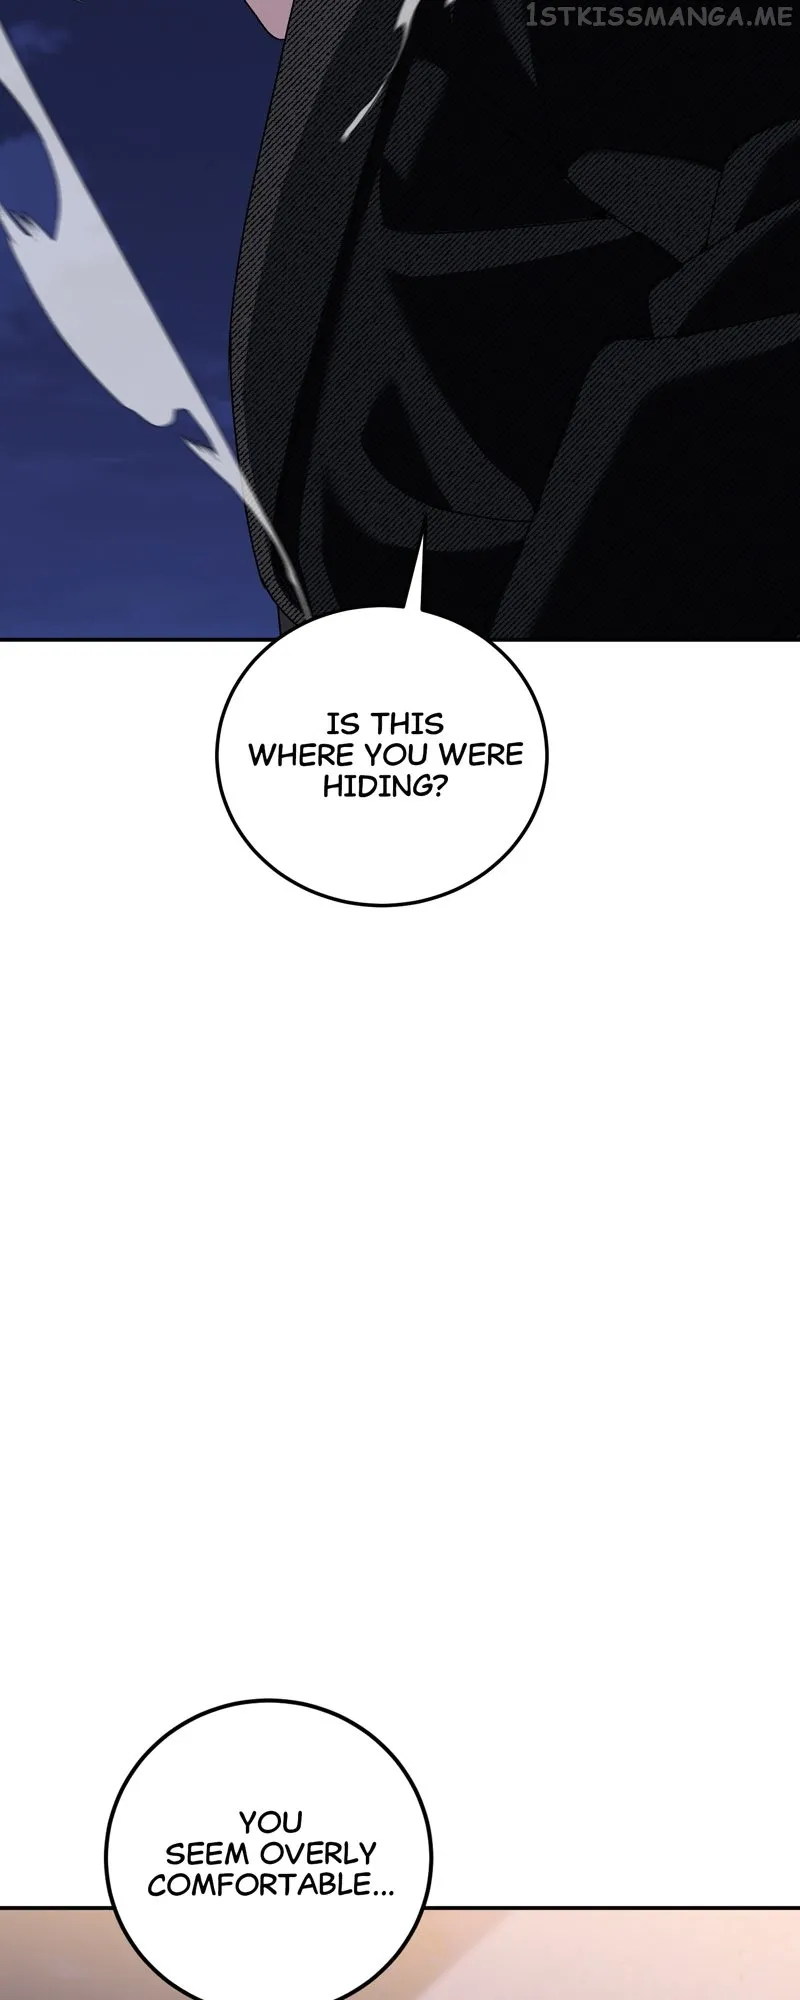 1STKISSMANGA.ME
IS THIS
WHERE YOU WERE
HIDING?
YOU
SEEM OVERLY
COMFORTABLE...